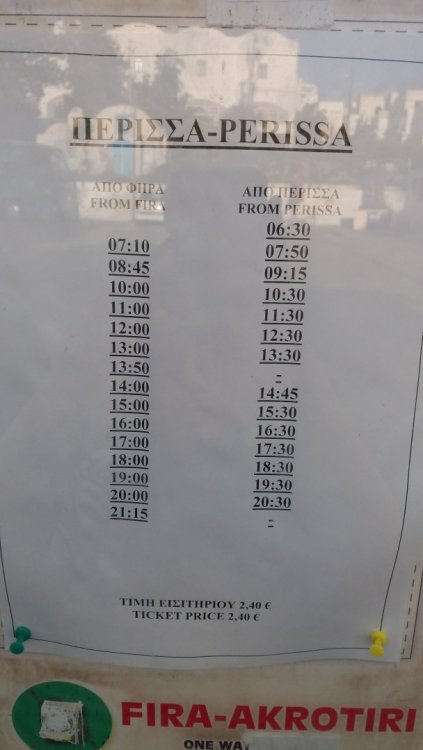 ΠΕΡΙΣΣΑ-PERISSA
ΑΠΟ ΦΗΡΑ ΑΠΟ ΠΕΡΙΣΣΑ
FROM FIRA FROM PERISSA
06:30
07:10 07:50
08:45 09:15
10:00 10:30
11:00 11:30
12:00 12:30
13:00 13:30
13:50 -
14:00 14:45
15:00 15:30
16:00 16:30
17:00 17:30
18:00 18:30
19:00 19:30
20:00 20:30
21:15 -
ΤΙΜΗ ΕΙΣΙΤΗΡΙΟΥ 2,40 €
TICKET PRICE 2,40 €
FIRA-AKROTIRI
ONE WAY